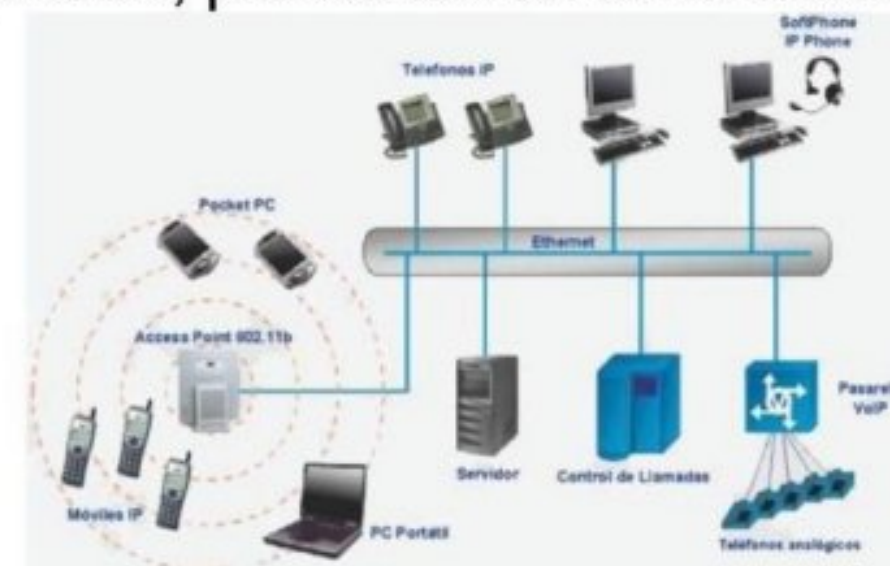 SoftPhone
IP Phone
Telefonos IP
Pocket PC
Ethernet
Access Point 802.11b
VoIP
Servidor
Control de Llamadas
Móviles IP
PC Portátil
Teléfonos analógicos